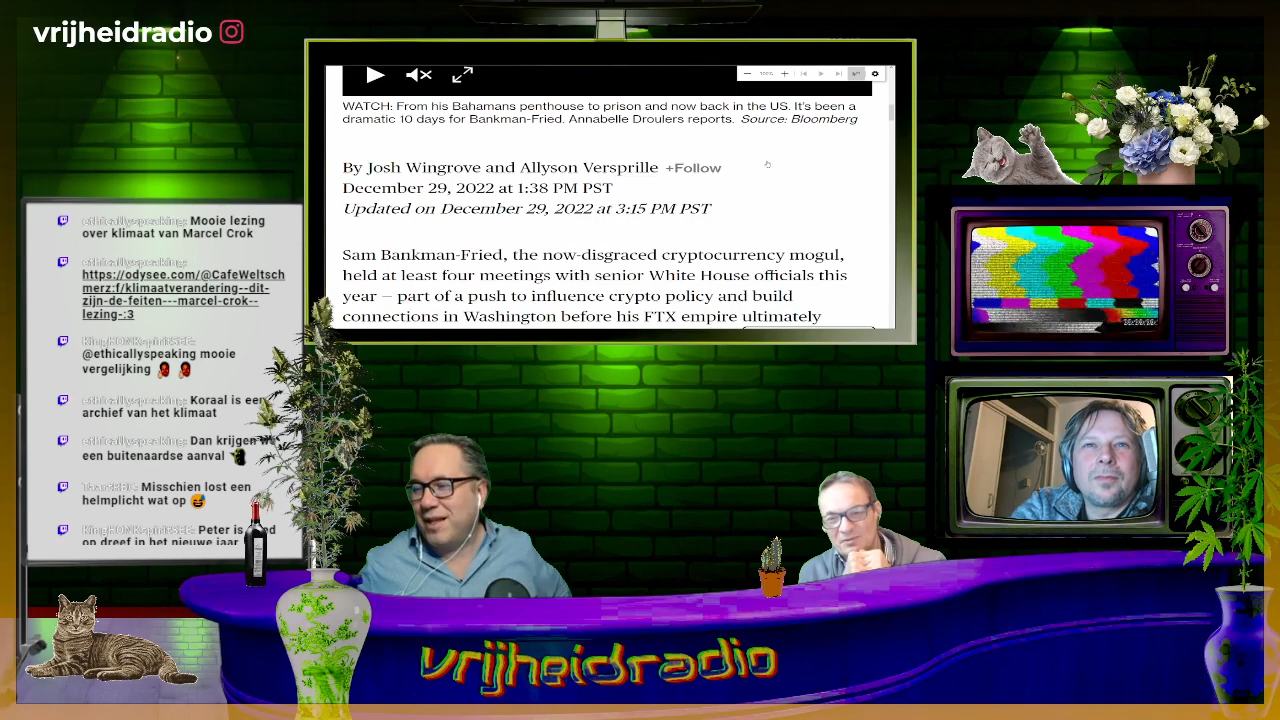 vrijheidradio
WATCH: From his Bahamans penthouse to prison and now back in the US. It's been a
dramatic 10 days for Bankman-Fried. Annabelle Droulers reports. Source: Bloomberg
By Josh Wingrove and Allyson Versprille +Follow
December 29, 2022 at 1:38 PM PST
Updated on December 29, 2022 at 3:15 PM PST
Sam Bankman-Fried, the now-disgraced cryptocurrency mogul,
held at least four meetings with senior White House officials this
year – part of a push to influence crypto policy and build
connections in Washington before his FTX empire ultimately
ethicallyspeaking: Mooie lezing
over klimaat van Marcel Crok
ethicallyspeaking:
https://odysee.com/@CafeWeltsch
merz:f/klimaatverandering--dit-
zijn-de-feiten---marcel-crok--
lezing-:3
KingHONKspiritSEE:
@ethicallyspeaking mooie
vergelijking
ethicallyspeaking: Koraal is een
archief van het klimaat
ethicallyspeaking: Dan krijgen we
een buitenaardse aanval
Misschien lost een
helmplicht wat op
KingHONKspiritSEE: Peter is goed
op dreef in het nieuwe jaar
vrijheidradio